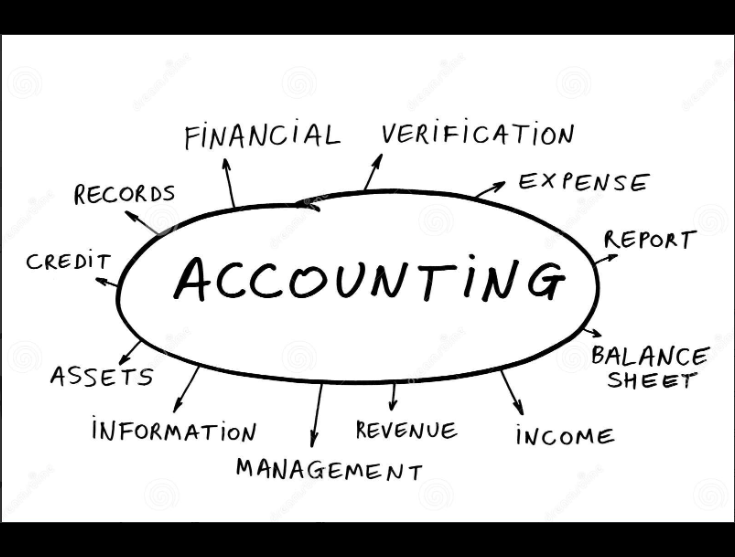 FINANCIAL VERIFICATION
RECORDS EXPENSE
CREDIT REPORT
ACCOUNTING
ASSETS BALANCE
SHEET
INFORMATION REVENUE INCOME
MANAGEMENT